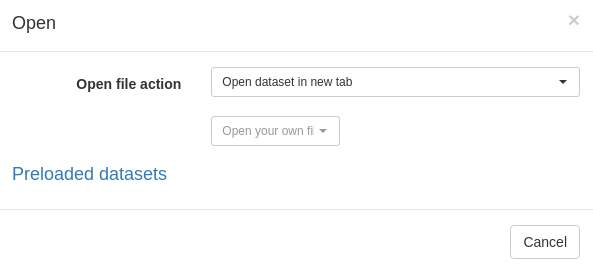 Open
×
Open file action
Open dataset in new tab
Open your own fi
Preloaded datasets
Cancel